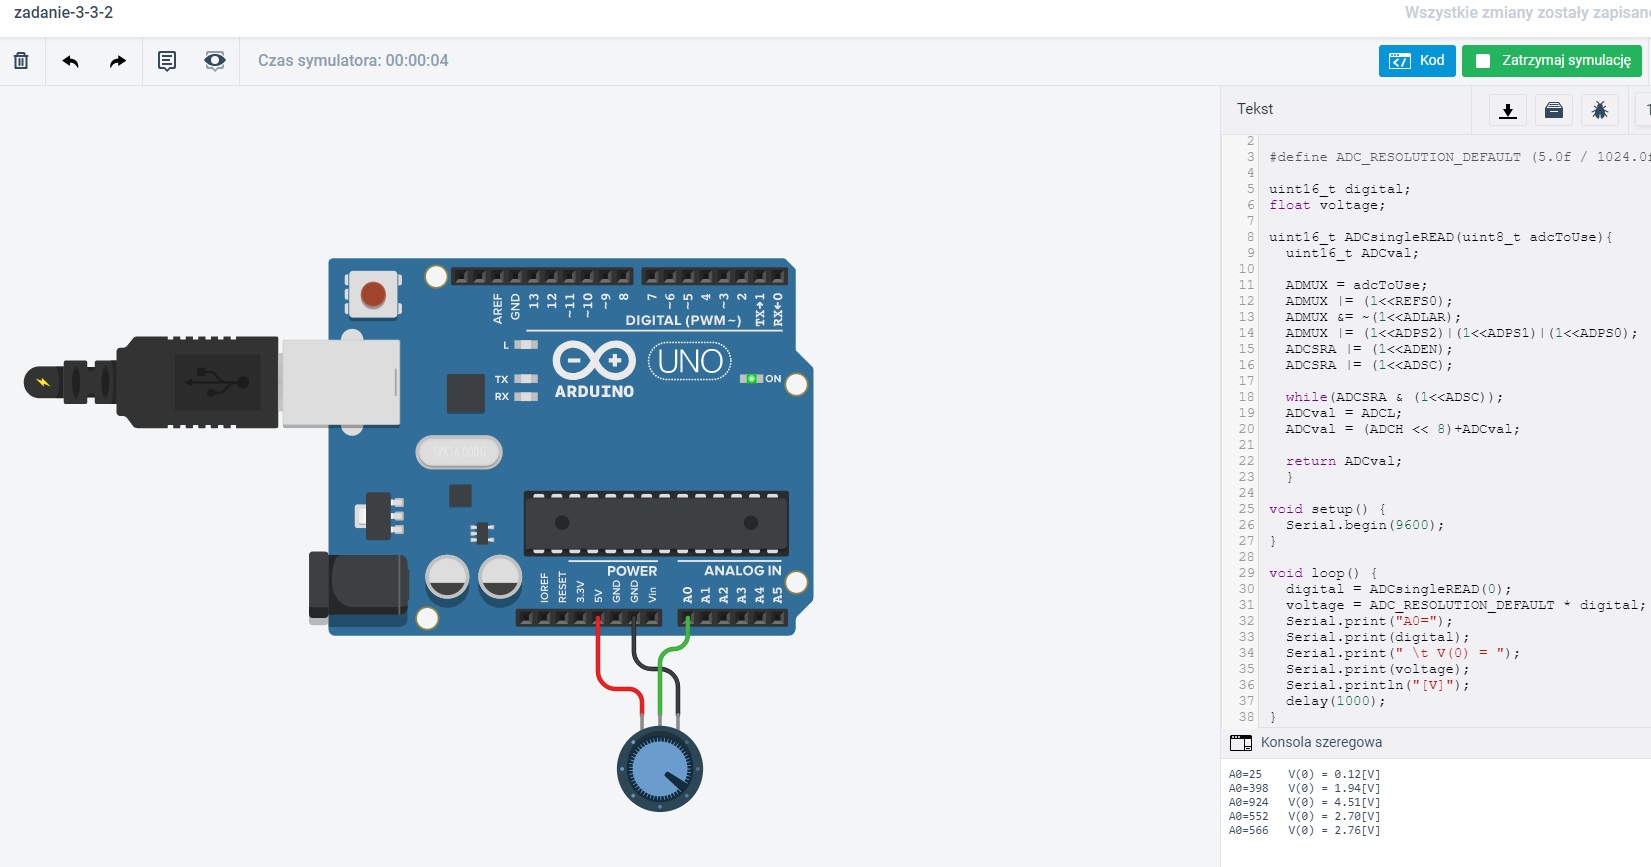 zadanie-3-3-2
Wszystkie zmiany zostały zapisane
Czas symulatora: 00:00:04
Kod
Zatrzymaj symulację
AREF
GND
13
12
~11
~10
~9
8
7
~6
~5
4
~3
2
TX→1
RX←0
DIGITAL (PWM~)
L
TX
RX
ARDUINO
UNO
ON
SPK16.000G
POWER
ANALOG IN
IOREF
RESET
3.3V
5V
GND
GND
Vin
A0
A1
A2
A3
A4
A5
Tekst
2
3 #define ADC_RESOLUTION_DEFAULT (5.0f / 1024.0f
4
5 uint16_t digital;
6 float voltage;
7
8 uint16_t ADCsingleREAD(uint8_t adcToUse){
9 uint16_t ADCval;
10
11 ADMUX = adcToUse;
12 ADMUX |= (1<<REFS0);
13 ADMUX &= ~(1<<ADLAR);
14 ADMUX |= (1<<ADPS2)|(1<<ADPS1)|(1<<ADPS0);
15 ADCSRA |= (1<<ADEN);
16 ADCSRA |= (1<<ADSC);
17
18 while(ADCSRA & (1<<ADSC));
19 ADCval = ADCL;
20 ADCval = (ADCH << 8)+ADCval;
21
22 return ADCval;
23 }
24
25 void setup() {
26 Serial.begin(9600);
27 }
28
29 void loop() {
30 digital = ADCsingleREAD(0);
31 voltage = ADC_RESOLUTION_DEFAULT * digital;
32 Serial.print("A0=");
33 Serial.print(digital);
34 Serial.print(" \t V(0) = ");
35 Serial.print(voltage);
36 Serial.println("[V]");
37 delay(1000);
38 }
Konsola szeregowa
A0=25 V(0) = 0.12[V]
A0=398 V(0) = 1.94[V]
A0=924 V(0) = 4.51[V]
A0=552 V(0) = 2.70[V]
A0=566 V(0) = 2.76[V]